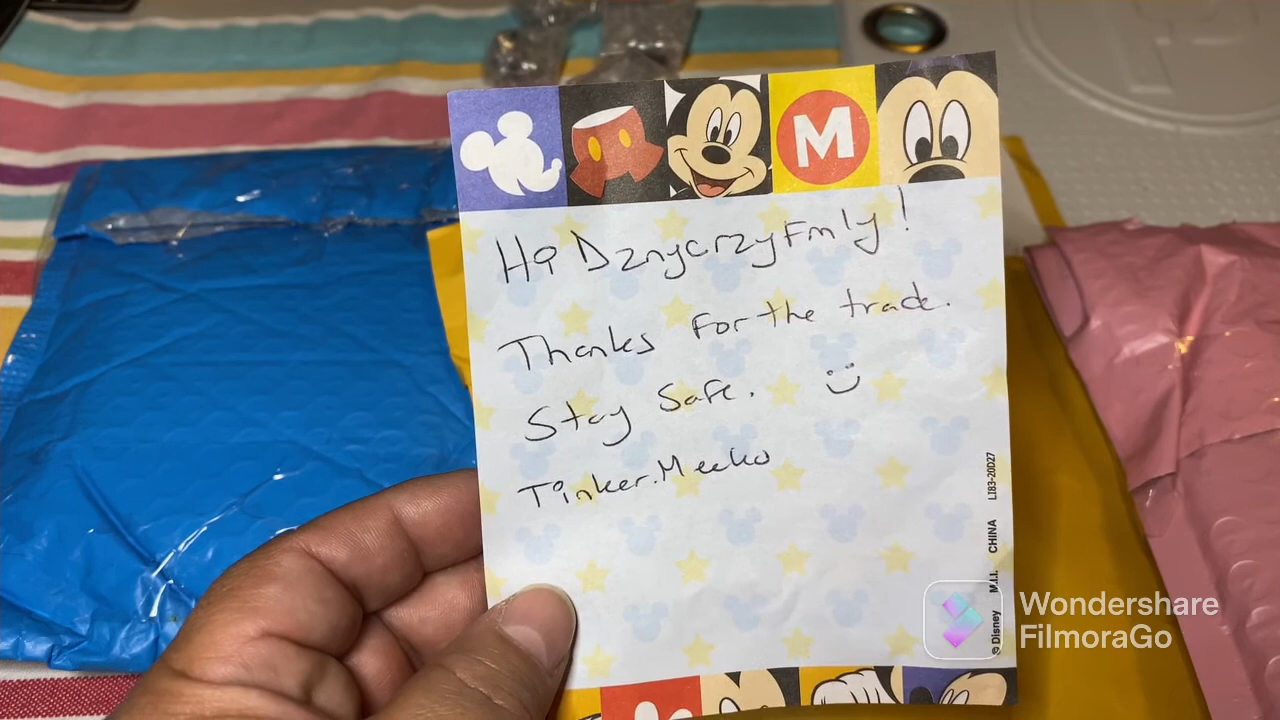 M
Hi DznycrzyFmly!
Thanks for the trade.
Stay Safe. :)
Tinker.Meeko
© Disney M.I.I. CHINA L183-20027
Wondershare
FilmoraGo